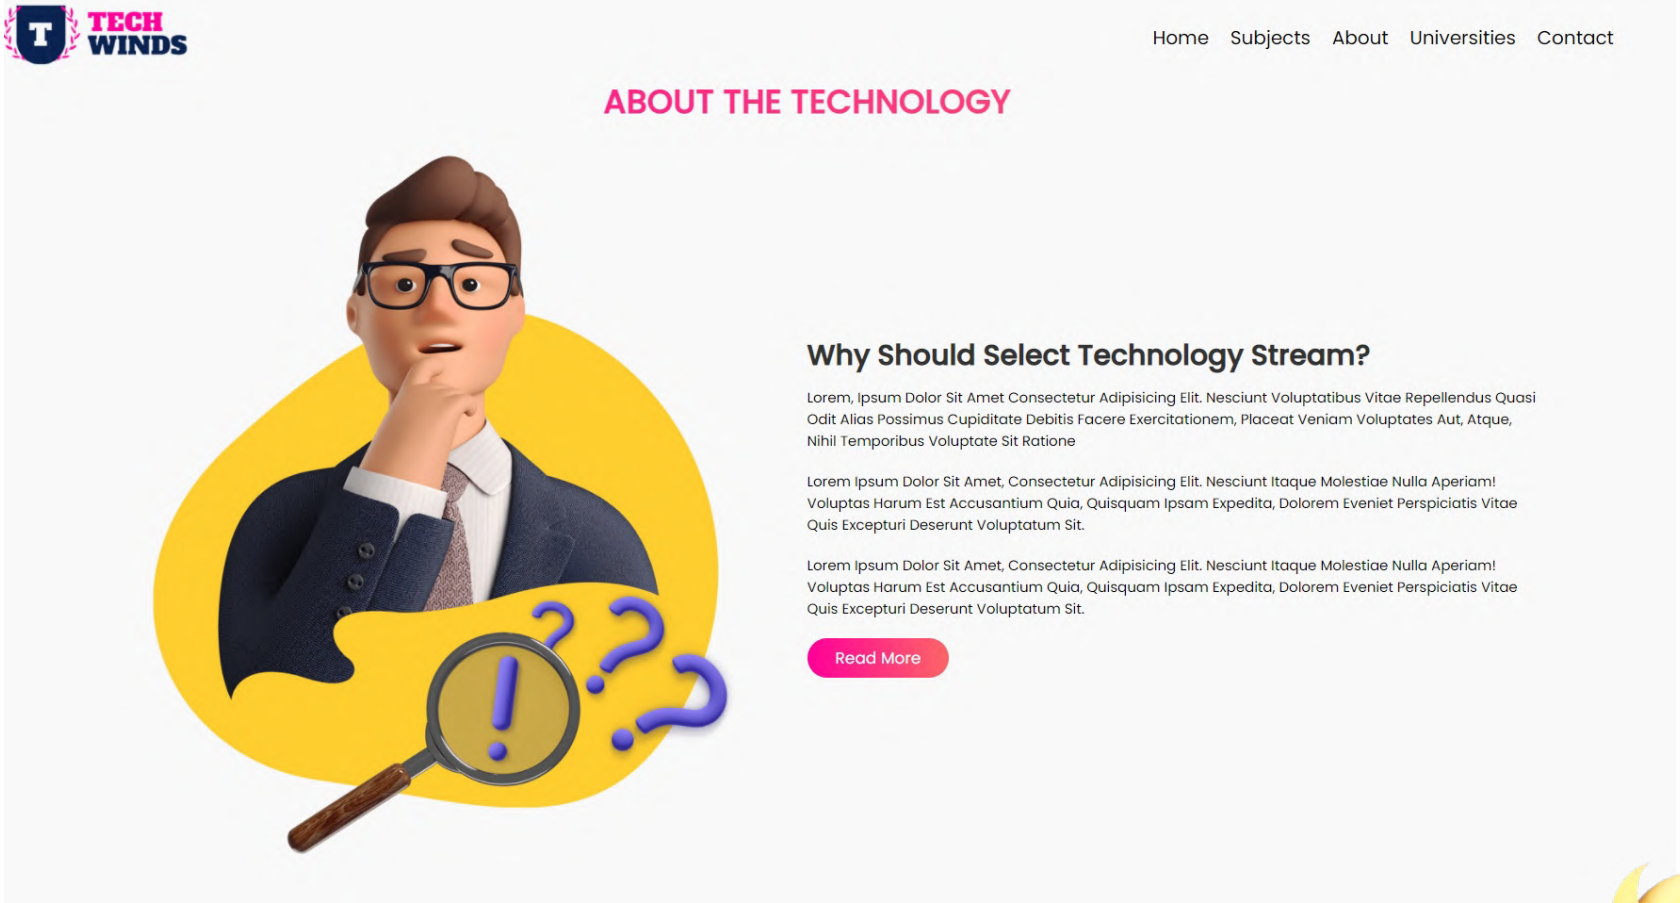 T
TECH
WINDS
Home Subjects About Universities Contact
ABOUT THE TECHNOLOGY
Why Should Select Technology Stream?
Lorem, Ipsum Dolor Sit Amet Consectetur Adipisicing Elit. Nesciunt Voluptatibus Vitae Repellendus Quasi
Odit Alias Possimus Cupiditate Debitis Facere Exercitationem, Placeat Veniam Voluptates Aut, Atque,
Nihil Temporibus Voluptate Sit Ratione
Lorem Ipsum Dolor Sit Amet, Consectetur Adipisicing Elit. Nesciunt Itaque Molestiae Nulla Aperiam!
Voluptas Harum Est Accusantium Quia, Quisquam Ipsam Expedita, Dolorem Eveniet Perspiciatis Vitae
Quis Excepturi Deserunt Voluptatum Sit.
Lorem Ipsum Dolor Sit Amet, Consectetur Adipisicing Elit. Nesciunt Itaque Molestiae Nulla Aperiam!
Voluptas Harum Est Accusantium Quia, Quisquam Ipsam Expedita, Dolorem Eveniet Perspiciatis Vitae
Quis Excepturi Deserunt Voluptatum Sit.
Read More
! ? ? ?